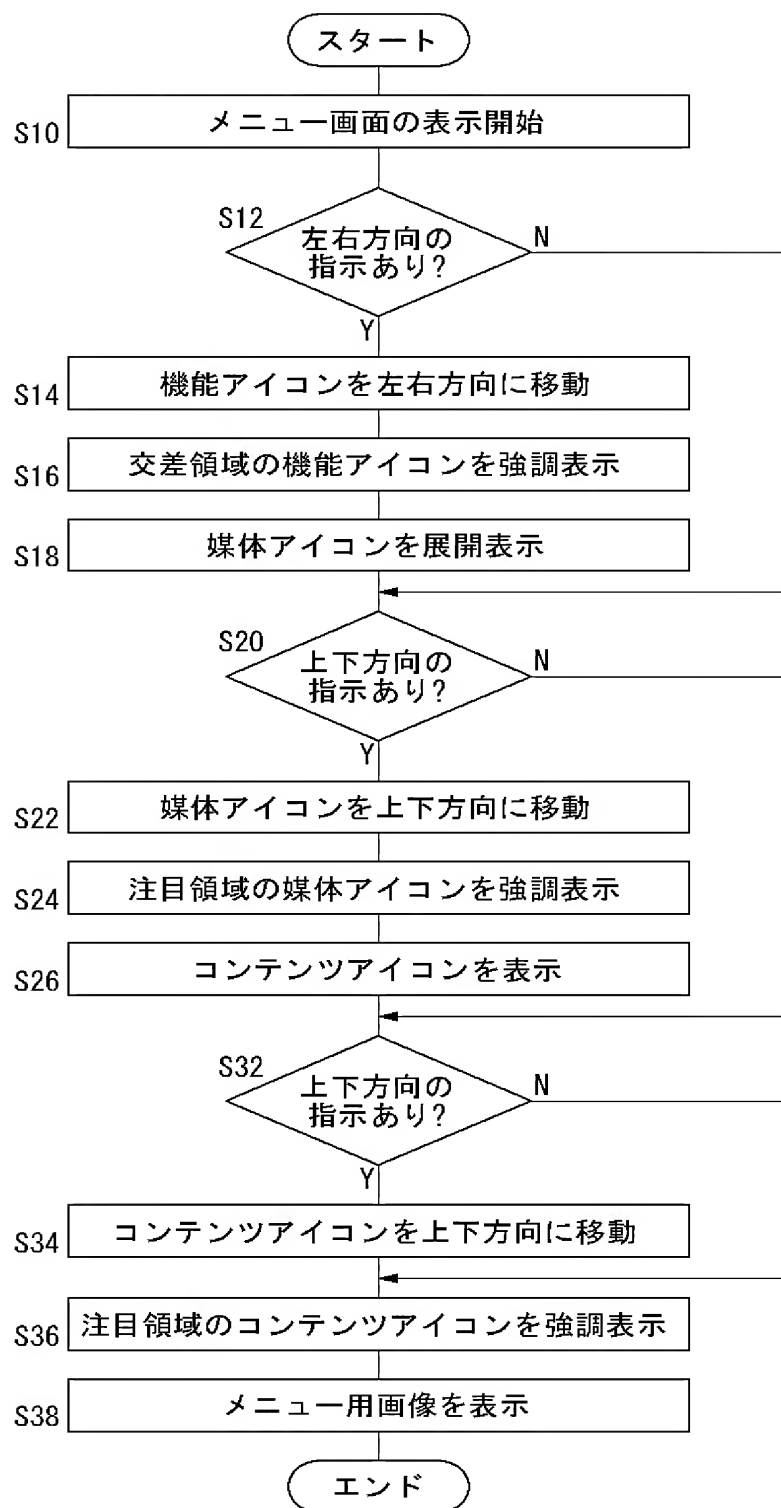 スタート
S10
メニュー画面の表示開始
S12
左右方向の
指示あり?
N
Y
S14
機能アイコンを左右方向に移動
S16
交差領域の機能アイコンを強調表示
S18
媒体アイコンを展開表示
S20
上下方向の
指示あり?
N
Y
S22
媒体アイコンを上下方向に移動
S24
注目領域の媒体アイコンを強調表示
S26
コンテンツアイコンを表示
S32
上下方向の
指示あり?
N
Y
S34
コンテンツアイコンを上下方向に移動
S36
注目領域のコンテンツアイコンを強調表示
S38
メニュー用画像を表示
エンド